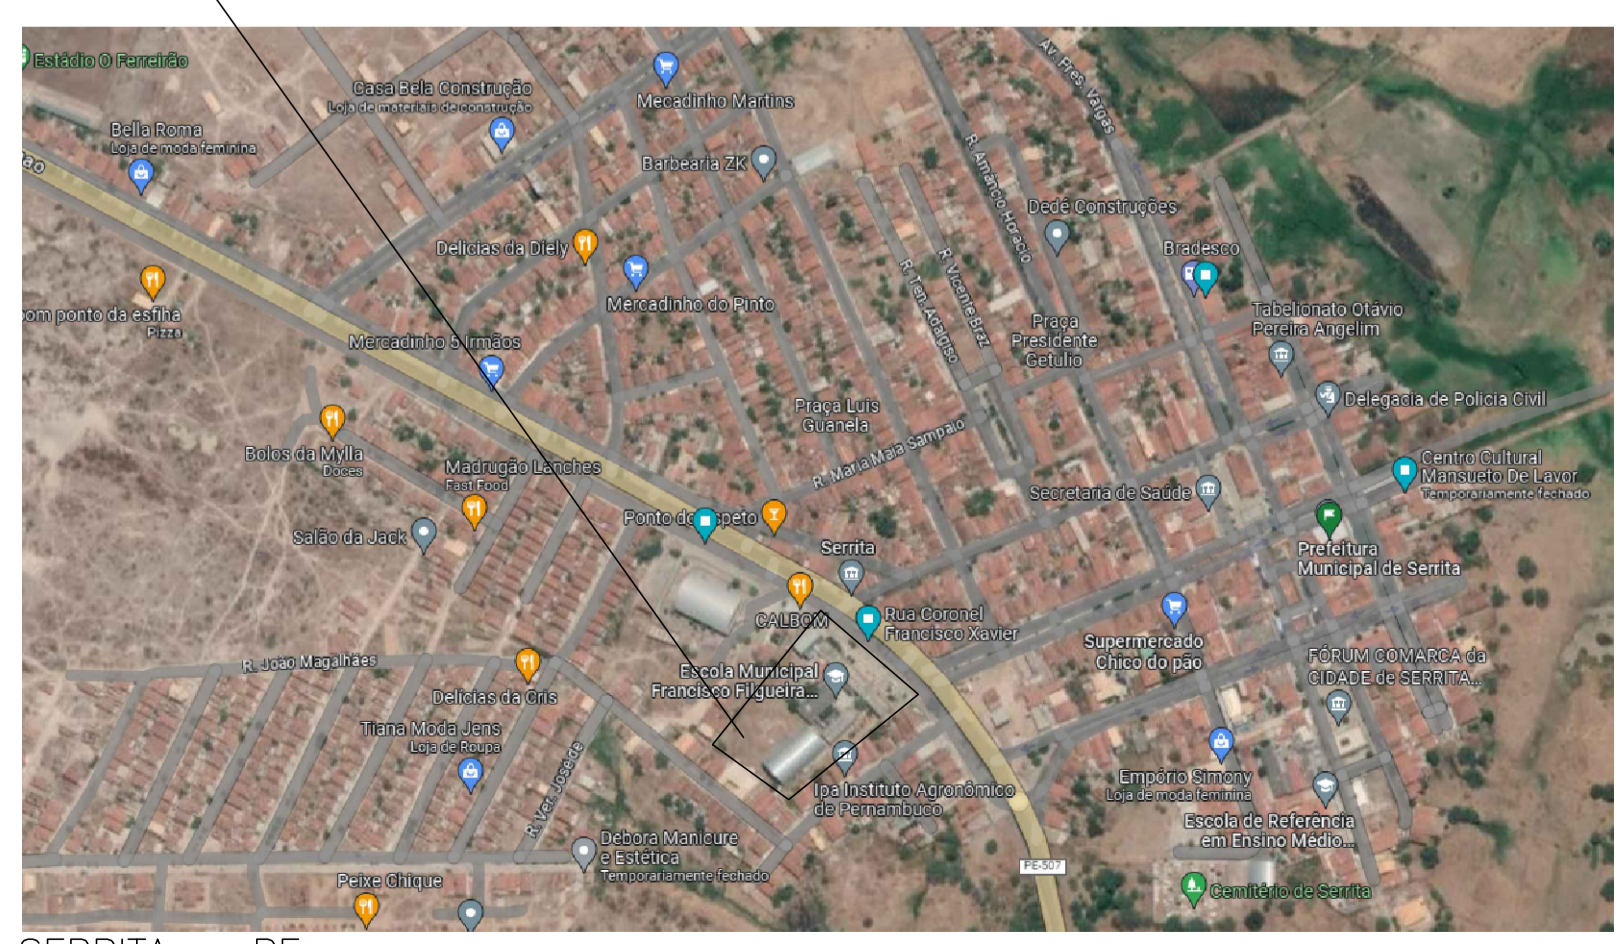 Estádio O Ferreirão
Casa Bela Construção
Loja de materiais de construção
Mecadinho Martins
Av. Pres. Vargas
Bella Roma
Loja de moda feminina
Barbearia ZK
R. Amâncio Horácio
Dedé Construções
Delicias da Diely
Bradesco
R. Vicente Braz
R. Ten. Adalgiso
om ponto da esfiha
Pizza
Mercadinho do Pinto
Tabelionato Otávio
Pereira Angelim
Praça
Presidente
Getulio
Mercadinho 5 Irmãos
Praça Luis
Guanela
Delegacia de Polícia Civil
R. Maria Maia Sampaio
Bolos da Mylla
Doces
Madrugão Lanches
Fast Food
Centro Cultural
Mansueto De Lavor
Temporariamente fechado
Secretaria de Saúde
Ponto do speto
Salão da Jack
Serrita
Prefeitura
Municipal de Serrita
CALBOM
Rua Coronel
Francisco Xavier
Supermercado
Chico do pão
FÓRUM COMARCA da
CIDADE de SERRITA...
R. João Magalhães
Escola Municipal
Francisco Filgueira...
Delícias da Cris
Tiana Moda Jens
Loja de Roupa
R. Ver. José de
Ipa Instituto Agronômico
de Pernambuco
Empório Simony
Loja de moda feminina
Escola de Referência
em Ensino Médio...
Debora Manicure
e Estética
Temporariamente fechado
PE-507
Peixe Chique
Cemitério de Serrita
SERRITA - PE